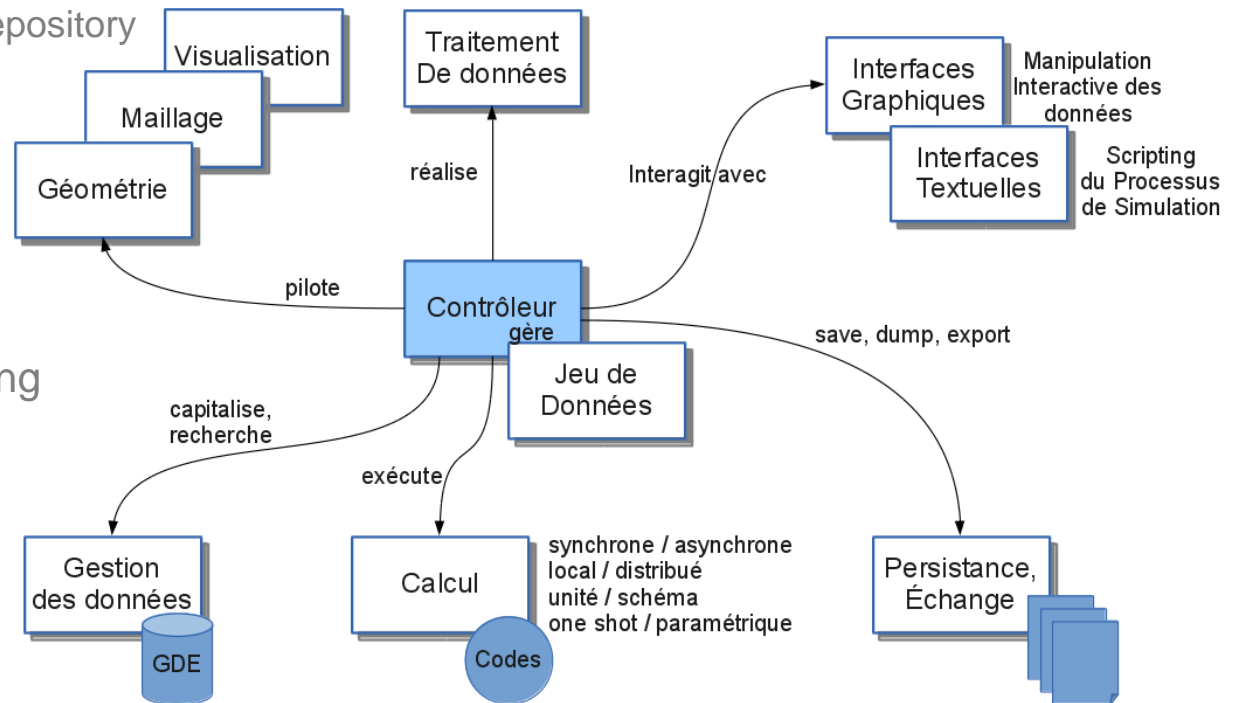 epository
Visualisation
Maillage
Géométrie
Traitement
De données
Interfaces
Graphiques
Manipulation
Interactive des
données
Interfaces
Textuelles
Scripting
du Processus
de Simulation
réalise
Interagit avec
pilote
Contrôleur
gère
Jeu de
Données
save, dump, export
ng
capitalise,
recherche
exécute
Gestion
des données
GDE
Calcul
Codes
synchrone / asynchrone
local / distribué
unité / schéma
one shot / paramétrique
Persistance,
Échange